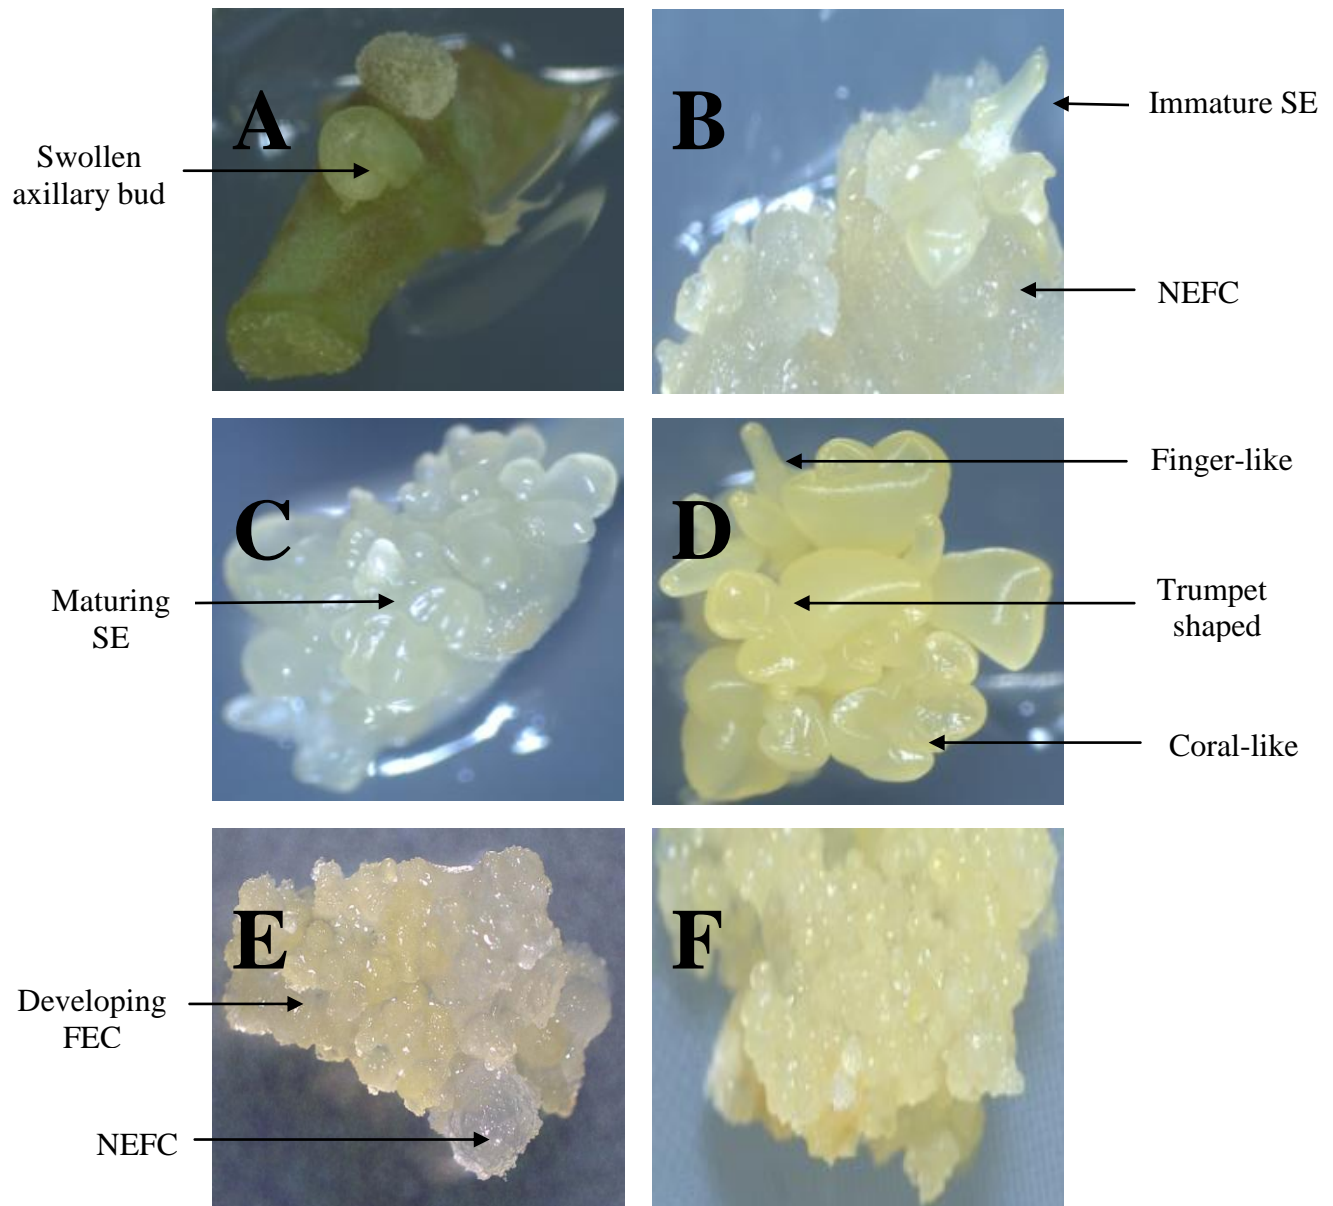 A
Swollen
axillary bud
B
Immature SE
NEFC
C
Maturing
SE
D
Finger-like
Trumpet
shaped
Coral-like
E
Developing
FEC
NEFC
F